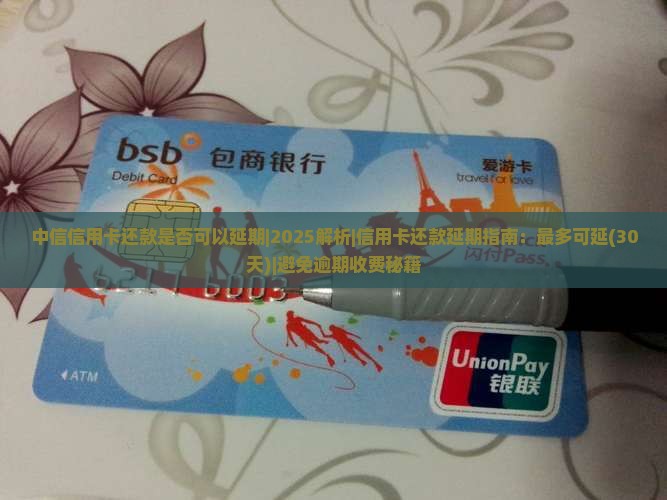 bsb 包商银行
Debit Card
爱游卡
travel for love
中信信用卡还款是否可以延期|2025解析|信用卡还款延期指南：最多可延(30
天)|避免逾期收费秘籍
闪付Pass
6217 6003
ATM
UnionPay
银联